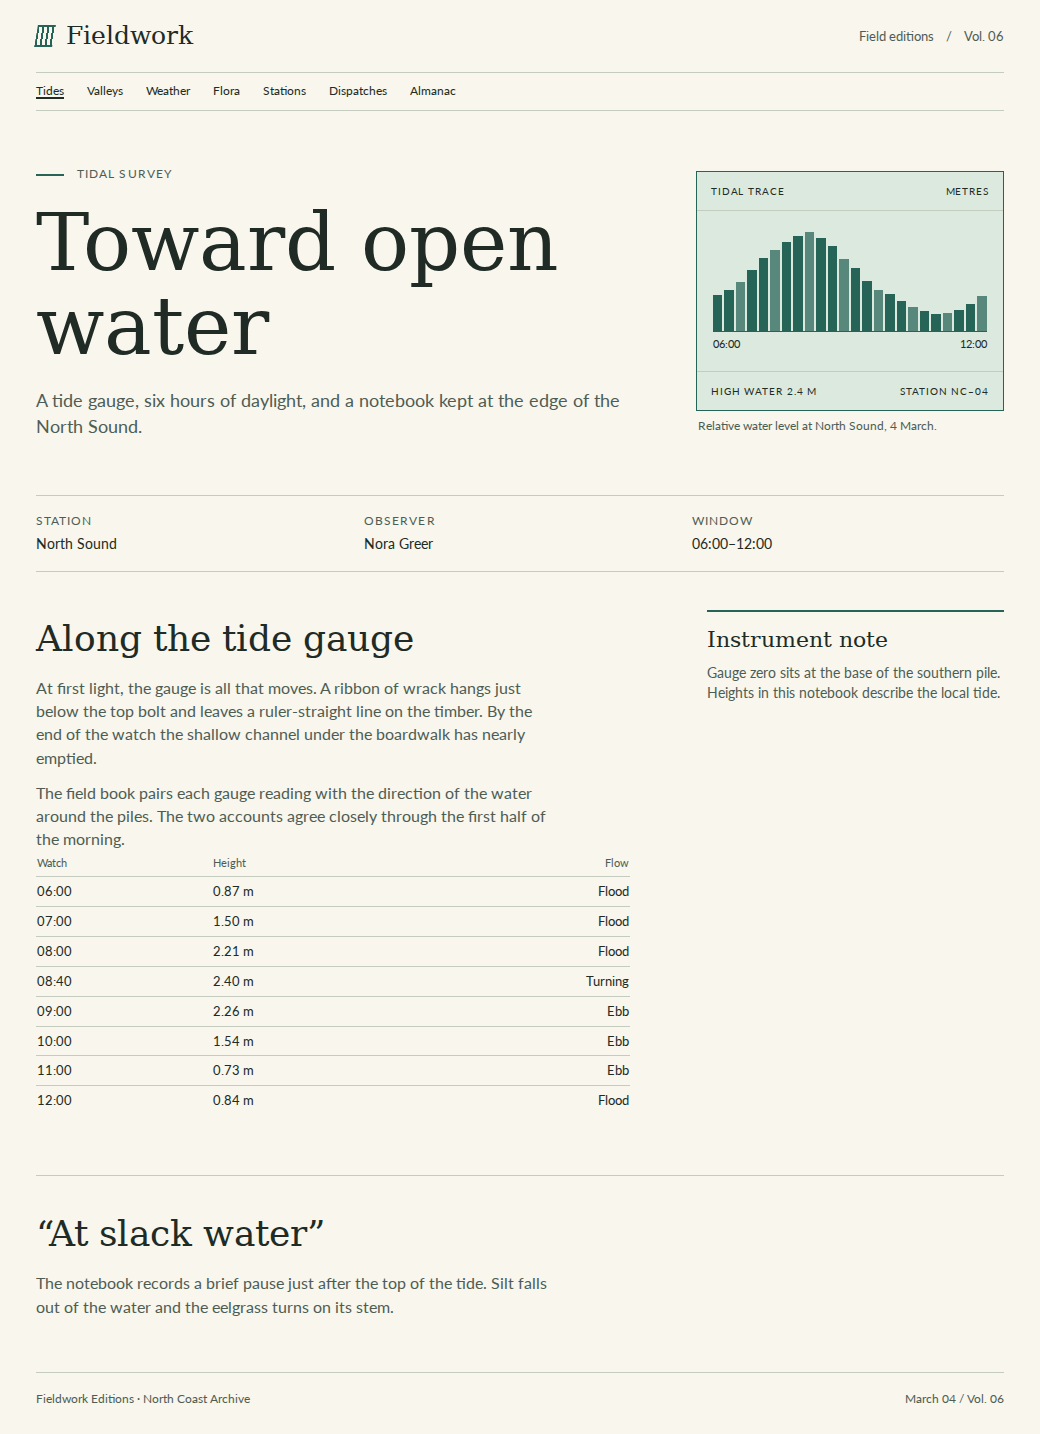 Fieldwork
Field editions / Vol. 06
Tides Valleys Weather Flora Stations Dispatches Almanac
TIDAL SURVEY
Toward open
water
A tide gauge, six hours of daylight, and a notebook kept at the edge of the
North Sound.
TIDAL TRACE METRES
06:00 12:00
HIGH WATER 2.4 M STATION NC–04
Relative water level at North Sound, 4 March.
STATION OBSERVER WINDOW
North Sound Nora Greer 06:00–12:00
Along the tide gauge
At first light, the gauge is all that moves. A ribbon of wrack hangs just
below the top bolt and leaves a ruler-straight line on the timber. By the
end of the watch the shallow channel under the boardwalk has nearly
emptied.
The field book pairs each gauge reading with the direction of the water
around the piles. The two accounts agree closely through the first half of
the morning.
Watch Height Flow
06:00 0.87 m Flood
07:00 1.50 m Flood
08:00 2.21 m Flood
08:40 2.40 m Turning
09:00 2.26 m Ebb
10:00 1.54 m Ebb
11:00 0.73 m Ebb
12:00 0.84 m Flood
Instrument note
Gauge zero sits at the base of the southern pile.
Heights in this notebook describe the local tide.
“At slack water”
The notebook records a brief pause just after the top of the tide. Silt falls
out of the water and the eelgrass turns on its stem.
Fieldwork Editions · North Coast Archive
March 04 / Vol. 06